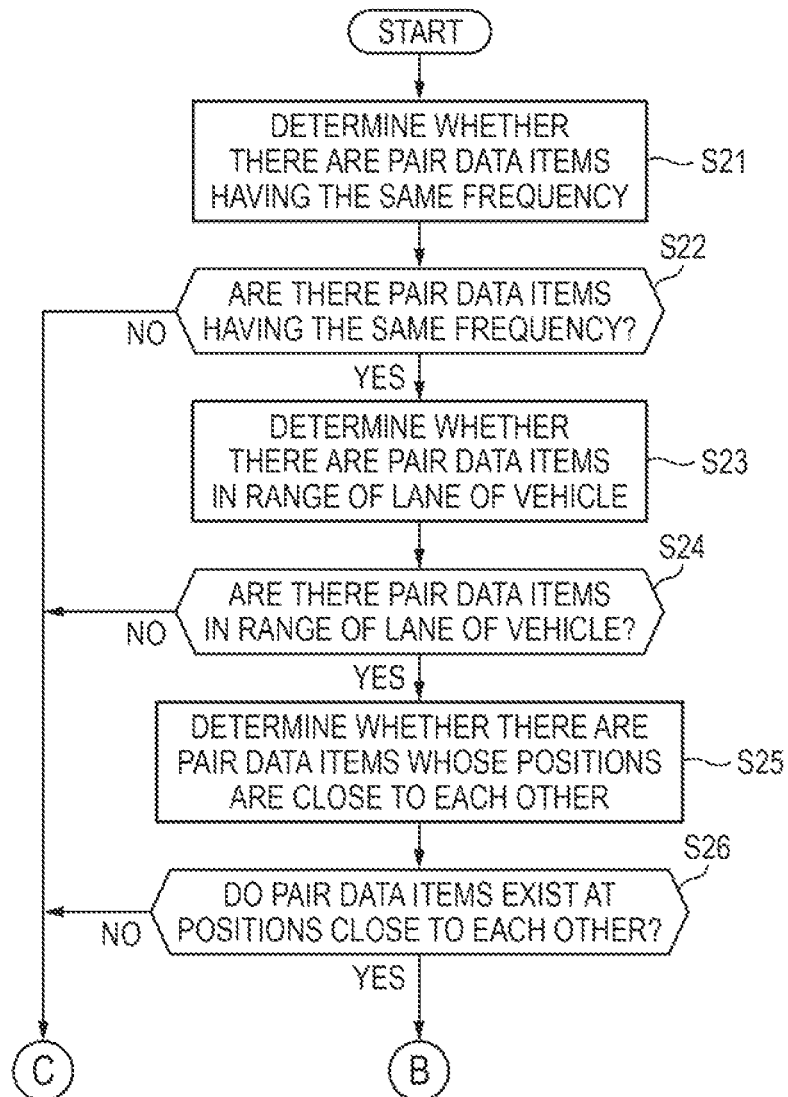 START
DETERMINE WHETHER
THERE ARE PAIR DATA ITEMS
HAVING THE SAME FREQUENCY
S21
S22
ARE THERE PAIR DATA ITEMS
HAVING THE SAME FREQUENCY?
NO
YES
DETERMINE WHETHER
THERE ARE PAIR DATA ITEMS
IN RANGE OF LANE OF VEHICLE
S23
S24
ARE THERE PAIR DATA ITEMS
IN RANGE OF LANE OF VEHICLE?
NO
YES
DETERMINE WHETHER THERE ARE
PAIR DATA ITEMS WHOSE POSITIONS
ARE CLOSE TO EACH OTHER
S25
S26
DO PAIR DATA ITEMS EXIST AT
POSITIONS CLOSE TO EACH OTHER?
NO
YES
C
B